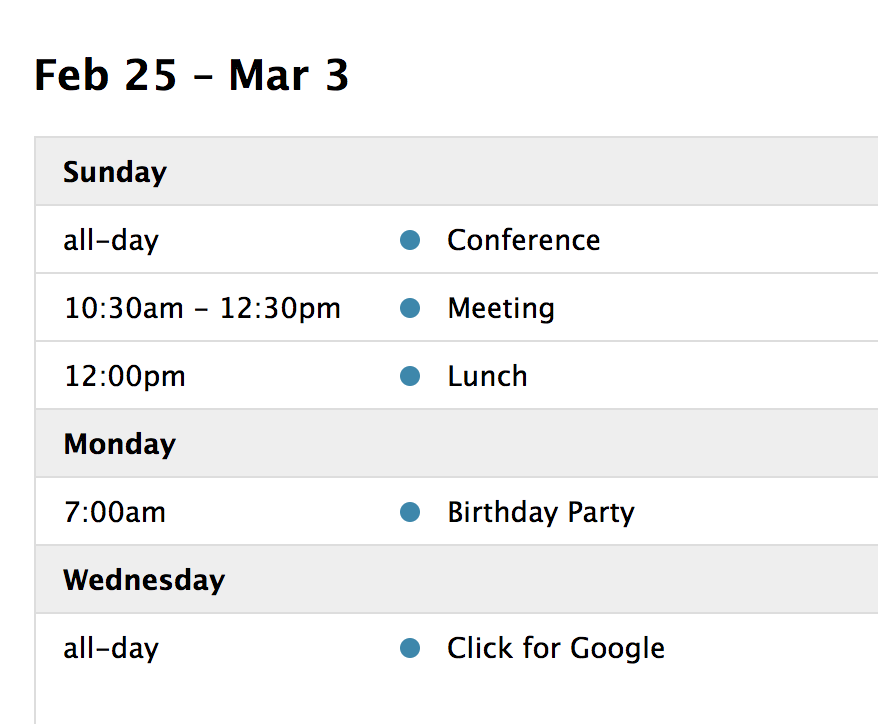 Feb 25 – Mar 3
Sunday
all-day Conference
10:30am - 12:30pm Meeting
12:00pm Lunch
Monday
7:00am Birthday Party
Wednesday
all-day Click for Google